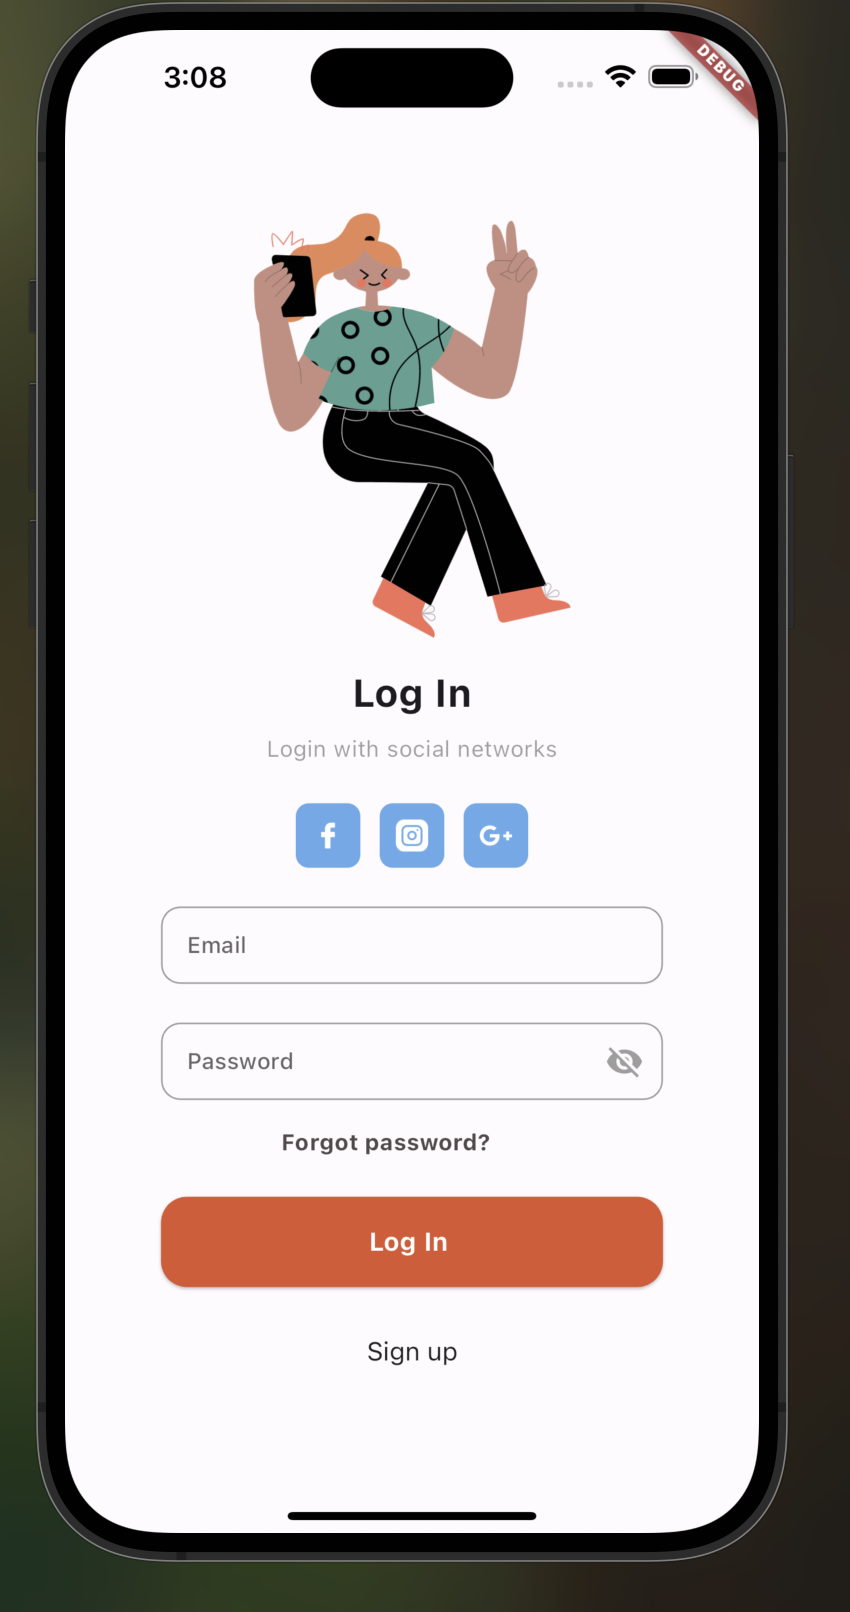 3:08
DEBUG
Log In
Login with social networks
f
G+
Email
Password
Forgot password?
Log In
Sign up